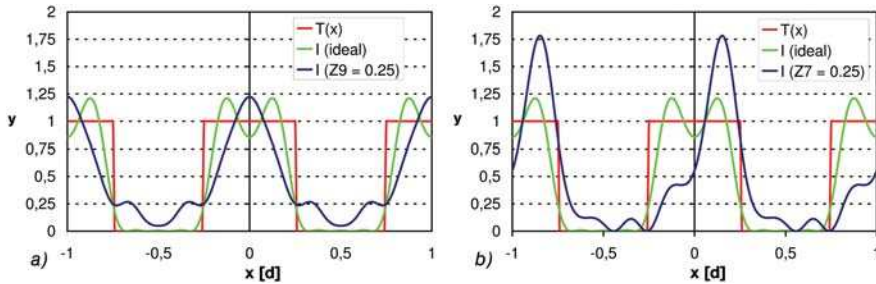 2
1,75
1,5
1,25
y
1
0,75
0,5
0,25
0
T(x)
I (ideal)
I (Z9 = 0.25)
-1
-0,5
0
0,5
1
a)
x [d]
2
1,75
1,5
1,25
y
1
0,75
0,5
0,25
0
T(x)
I (ideal)
I (Z7 = 0.25)
-1
-0,5
0
0,5
1
b)
x [d]